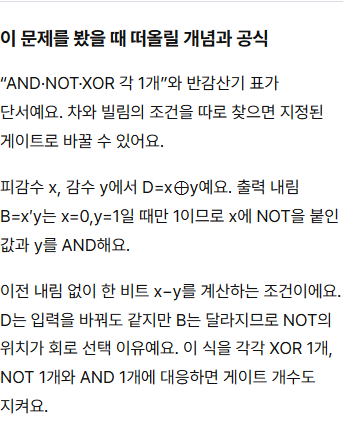 이 문제를 봤을 때 떠올릴 개념과 공식
“AND·NOT·XOR 각 1개”와 반감산기 표가
단서예요. 차와 빌림의 조건을 따로 찾으면 지정된
게이트로 바꿀 수 있어요.
피감수 x, 감수 y에서 D=x⊕y예요. 출력 내림
B=x′y는 x=0,y=1일 때만 1이므로 x에 NOT을 붙인
값과 y를 AND해요.
이전 내림 없이 한 비트 x−y를 계산하는 조건이에요.
D는 입력을 바꿔도 같지만 B는 달라지므로 NOT의
위치가 회로 선택 이유예요. 이 식을 각각 XOR 1개,
NOT 1개와 AND 1개에 대응하면 게이트 개수도
지켜요.